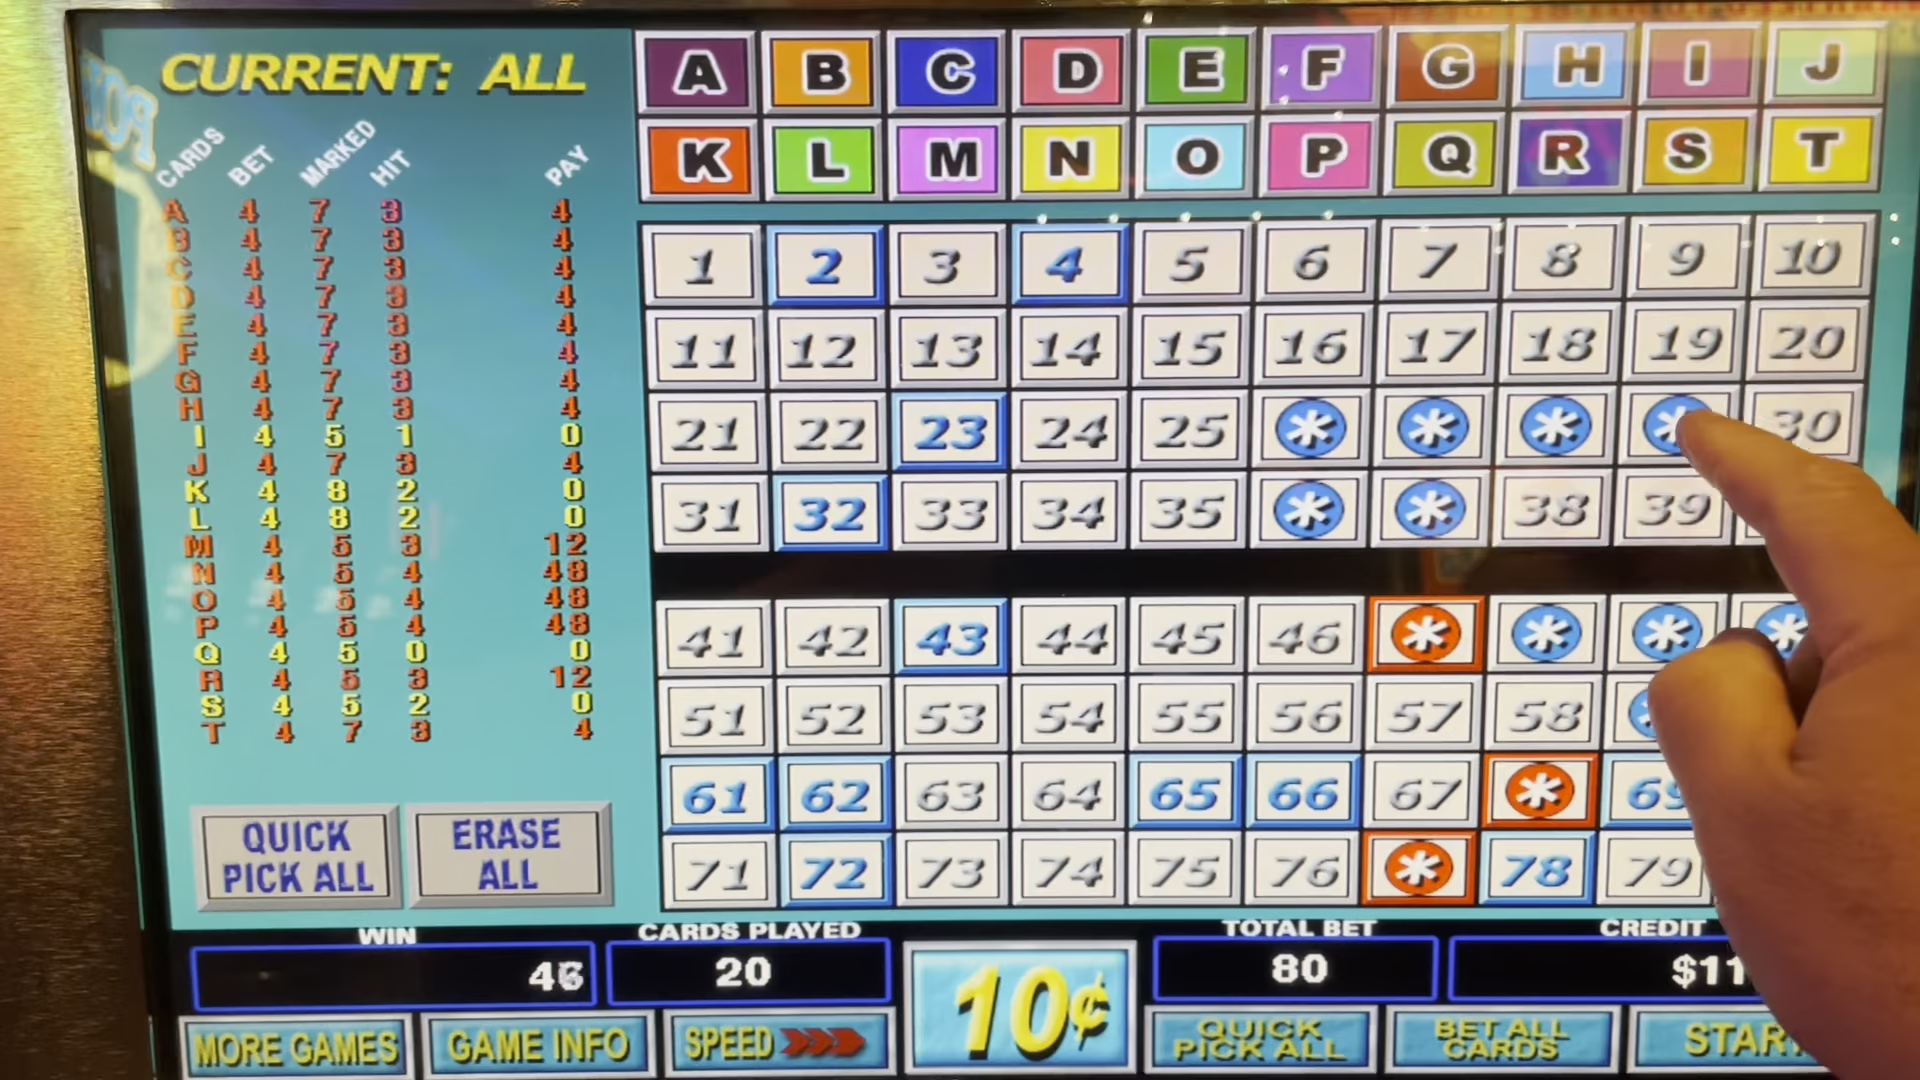 CURRENT: ALL
CARDS BET MARKED HIT PAY
A 4 7 3 4
B 4 7 3 4
C 4 7 3 4
D 4 7 3 4
E 4 7 3 4
F 4 7 3 4
G 4 7 3 4
H 4 7 3 4
I 4 5 1 0
J 4 7 3 4
K 4 8 2 0
L 4 8 2 0
M 4 5 3 12
N 4 5 4 48
O 4 5 4 48
P 4 5 4 48
Q 4 5 0 0
R 4 5 3 12
S 4 5 2 0
T 4 7 3 4
QUICK
PICK ALL
ERASE
ALL
A B C D E F G H I J
K L M N O P Q R S T
1 2 3 4 5 6 7 8 9 10
11 12 13 14 15 16 17 18 19 20
21 22 23 24 25 * * * * 30
31 32 33 34 35 * * 38 39
41 42 43 44 45 46 * * * *
51 52 53 54 55 56 57 58
61 62 63 64 65 66 67 * 69
71 72 73 74 75 76 * 78 79
WIN CARDS PLAYED TOTAL BET CREDIT
20 10¢ 80 $11
MORE GAMES GAME INFO SPEED
QUICK
PICK ALL
BET ALL
CARDS
START